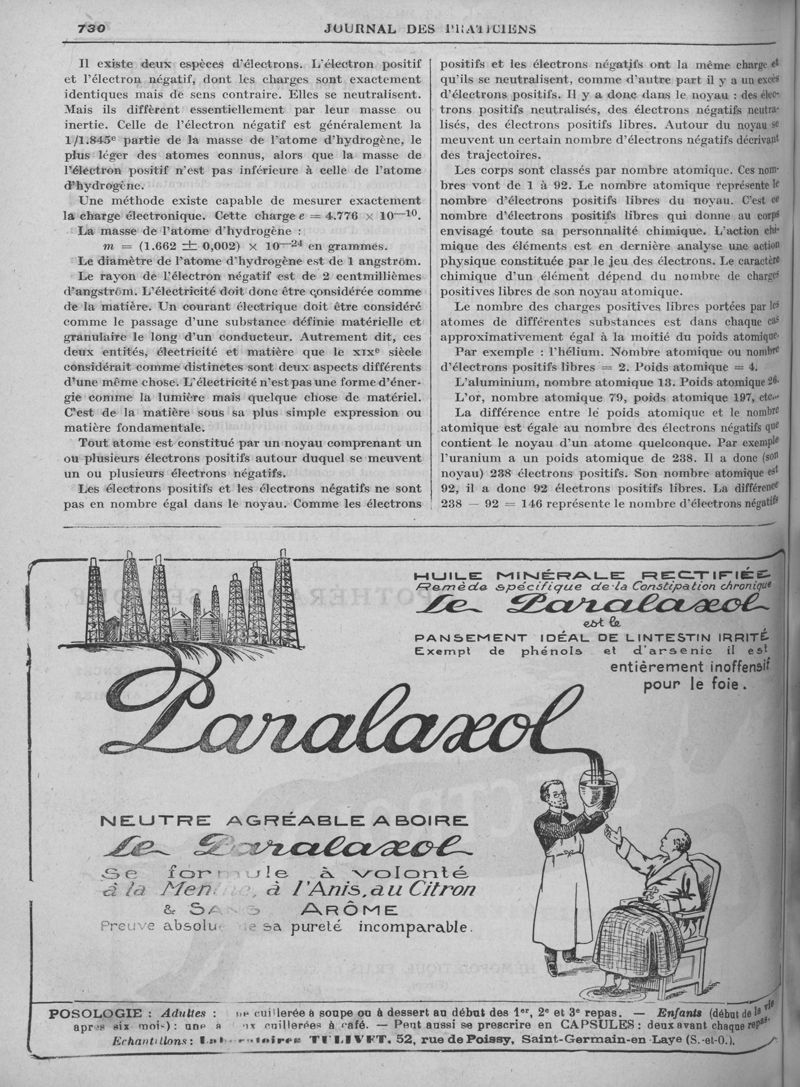 730
JOURNAL DES PRATICIENS
Il existe deux espèces d'électrons. L'électron positif
et l'électron négatif, dont les charges sont exactement
identiques mais de sens contraire. Elles se neutralisent.
Mais ils diffèrent essentiellement par leur masse ou
inertie. Celle de l'électron négatif est généralement la
1/1.845e partie de la masse de l'atome d'hydrogène, le
plus léger des atomes connus, alors que la masse de
l'électron positif n'est pas inférieure à celle de l'atome
d'hydrogène.
Une méthode existe capable de mesurer exactement
la charge électronique. Cette charge e = 4.776 × 10—10.
La masse de l'atome d'hydrogène :
m = (1.662 ± 0,002) × 10—24 en grammes.
Le diamètre de l'atome d'hydrogène est de 1 angström.
Le rayon de l'électron négatif est de 2 centmillièmes
d'angström. L'électricité doit donc être considérée comme
de la matière. Un courant électrique doit être considéré
comme le passage d'une substance définie matérielle et
granulaire le long d'un conducteur. Autrement dit, ces
deux entités, électricité et matière que le XIXe siècle
considérait comme distinctes sont deux aspects différents
d'une même chose. L'électricité n'est pas une forme d'éner-
gie comme la lumière mais quelque chose de matériel.
C'est de la matière sous sa plus simple expression ou
matière fondamentale.
Tout atome est constitué par un noyau comprenant un
ou plusieurs électrons positifs autour duquel se meuvent
un ou plusieurs électrons négatifs.
Les électrons positifs et les électrons négatifs ne sont
pas en nombre égal dans le noyau. Comme les électrons
positifs et les électrons négatifs ont la même charge et
qu'ils se neutralisent, comme d'autre part il y a un excès
d'électrons positifs. Il y a donc dans le noyau : des élec-
trons positifs neutralisés, des électrons négatifs neutra-
lisés, des électrons positifs libres. Autour du noyau se
meuvent un certain nombre d'électrons négatifs décrivant
des trajectoires.
Les corps sont classés par nombre atomique. Ces nom-
bres vont de 1 à 92. Le nombre atomique représente le
nombre d'électrons positifs libres du noyau. C'est ce
nombre d'électrons positifs libres qui donne au corps
envisagé toute sa personnalité chimique. L'action chi-
mique des éléments est en dernière analyse une action
physique constituée par le jeu des électrons. Le caractère
chimique d'un élément dépend du nombre de charges
positives libres de son noyau atomique.
Le nombre des charges positives libres portées par les
atomes de différentes substances est dans chaque cas
approximativement égal à la moitié du poids atomique.
Par exemple : l'hélium. Nombre atomique ou nombre
d'électrons positifs libres = 2. Poids atomique = 4.
L'aluminium, nombre atomique 13. Poids atomique 26.
L'or, nombre atomique 79, poids atomique 197, etc...
La différence entre le poids atomique et le nombre
atomique est égale au nombre des électrons négatifs que
contient le noyau d'un atome quelconque. Par exemple
l'uranium a un poids atomique de 238. Il a donc (son
noyau) 238 électrons positifs. Son nombre atomique est
92, il a donc 92 électrons positifs libres. La différence
238 — 92 = 146 représente le nombre d'électrons négatifs
HUILE MINÉRALE RECTIFIÉE
Remède spécifique de la Constipation chronique
Le Paralaxol
est le
PANSEMENT IDÉAL DE L'INTESTIN IRRITÉ
Exempt de phénols et d'arsenic il est
entièrement inoffensif
pour le foie.
Paralaxol
NEUTRE AGRÉABLE A BOIRE
Le Paralaxol
Se formule à volonté
à la Menthe, à l'Anis, au Citron
& SANS ARÔME
Preuve absolue de sa pureté incomparable.
POSOLOGIE : Adultes : une cuillerée à soupe ou à dessert au début des 1er, 2e et 3e repas. — Enfants (début de la vie
après six mois) : une à deux cuillerées à café. — Peut aussi se prescrire en CAPSULES : deux avant chaque repas.
Echantillons : Laboratoires TULIVET, 52, rue de Poissy, Saint-Germain-en Laye (S.-et-O.).